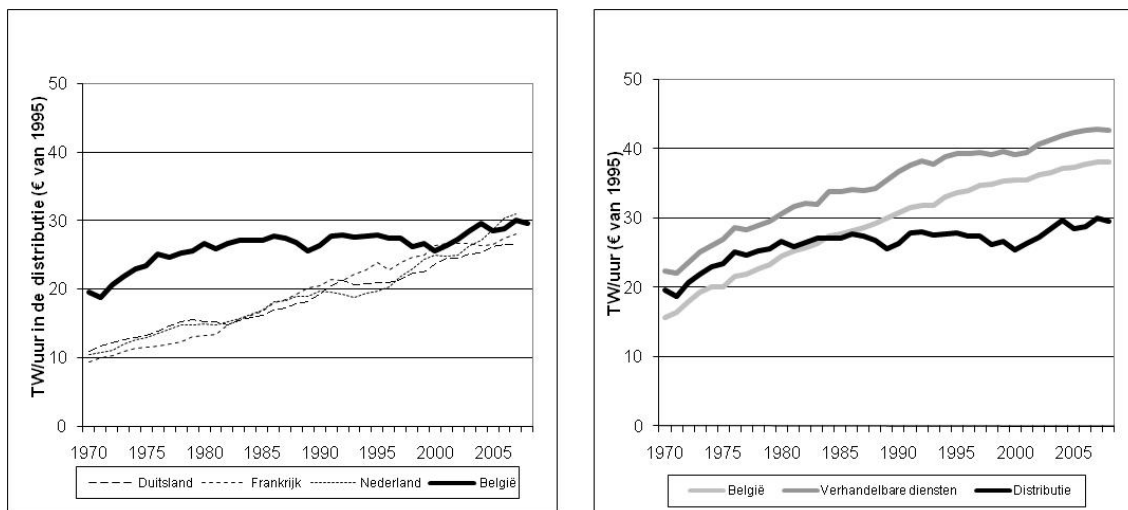 TW/uur in de distributie (€ van 1995)
50
40
30
20
10
0
1970 1975 1980 1985 1990 1995 2000 2005
Duitsland Frankrijk Nederland België
TW/uur (€ van 1995)
50
40
30
20
10
0
1970 1975 1980 1985 1990 1995 2000 2005
België Verhandelbare diensten Distributie